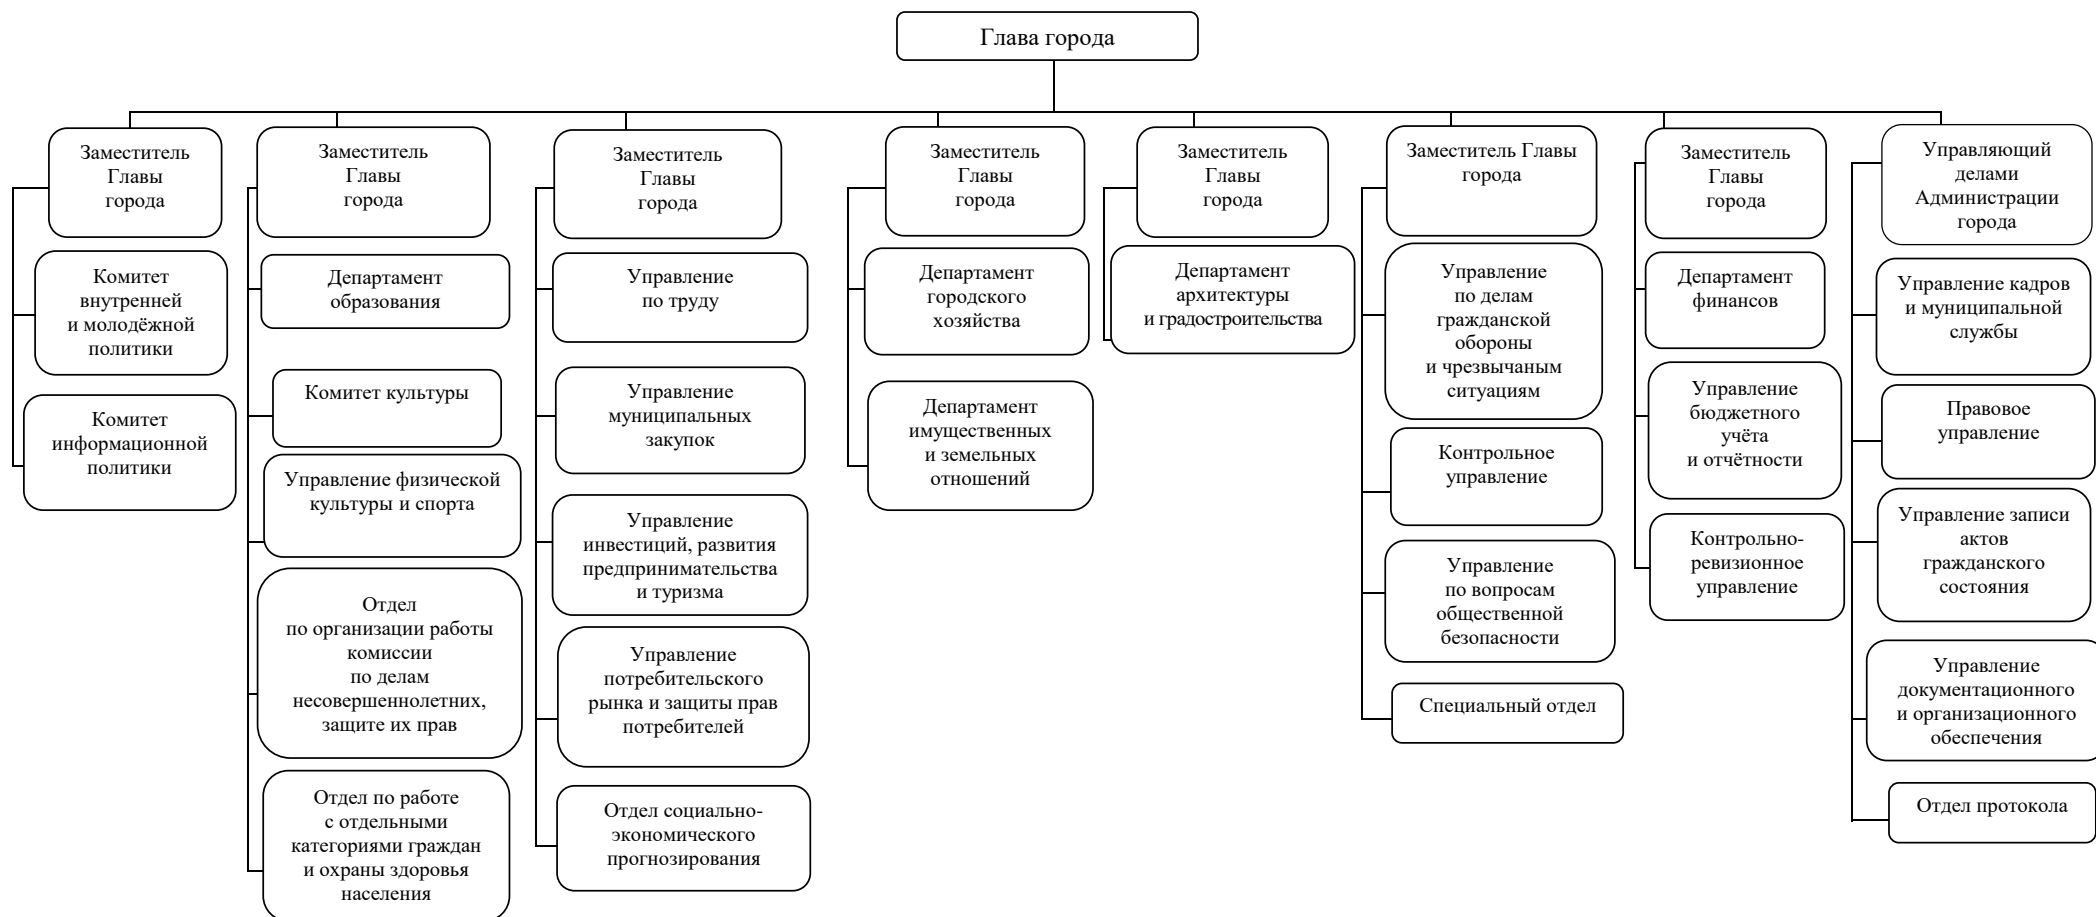 Глава города
Заместитель
Главы
города
Комитет
внутренней
и молодёжной
политики
Комитет
информационной
политики
Заместитель
Главы
города
Департамент
образования
Комитет культуры
Управление физической
культуры и спорта
Отдел
по организации работы
комиссии
по делам
несовершеннолетних,
защите их прав
Отдел по работе
с отдельными
категориями граждан
и охраны здоровья
населения
Заместитель
Главы
города
Управление
по труду
Управление
муниципальных
закупок
Управление
инвестиций, развития
предпринимательства
и туризма
Управление
потребительского
рынка и защиты прав
потребителей
Отдел социально-
экономического
прогнозирования
Заместитель
Главы
города
Департамент
городского
хозяйства
Департамент
имущественных
и земельных
отношений
Заместитель
Главы
города
Департамент
архитектуры
и градостроительства
Заместитель Главы
города
Управление
по делам
гражданской
обороны
и чрезвычаным
ситуациям
Контрольное
управление
Управление
по вопросам
общественной
безопасности
Специальный отдел
Заместитель
Главы
города
Департамент
финансов
Управление
бюджетного
учёта
и отчётности
Контрольно-
ревизионное
управление
Управляющий
делами
Администрации
города
Управление кадров
и муниципальной
службы
Правовое
управление
Управление записи
актов
гражданского
состояния
Управление
документационного
и организационного
обеспечения
Отдел протокола